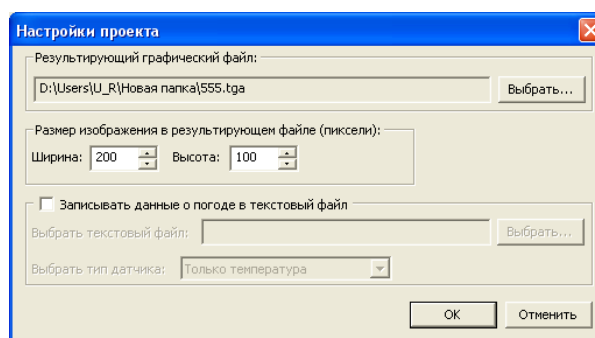 Настройки проекта
Результирующий графический файл:
D:\Users\U_R\Новая папка\555.tga
Выбрать...
Размер изображения в результирующем файле (пиксели):
Ширина: 200 Высота: 100
Записывать данные о погоде в текстовый файл
Выбрать текстовый файл: Выбрать...
Выбрать тип датчика: Только температура
OK Отменить